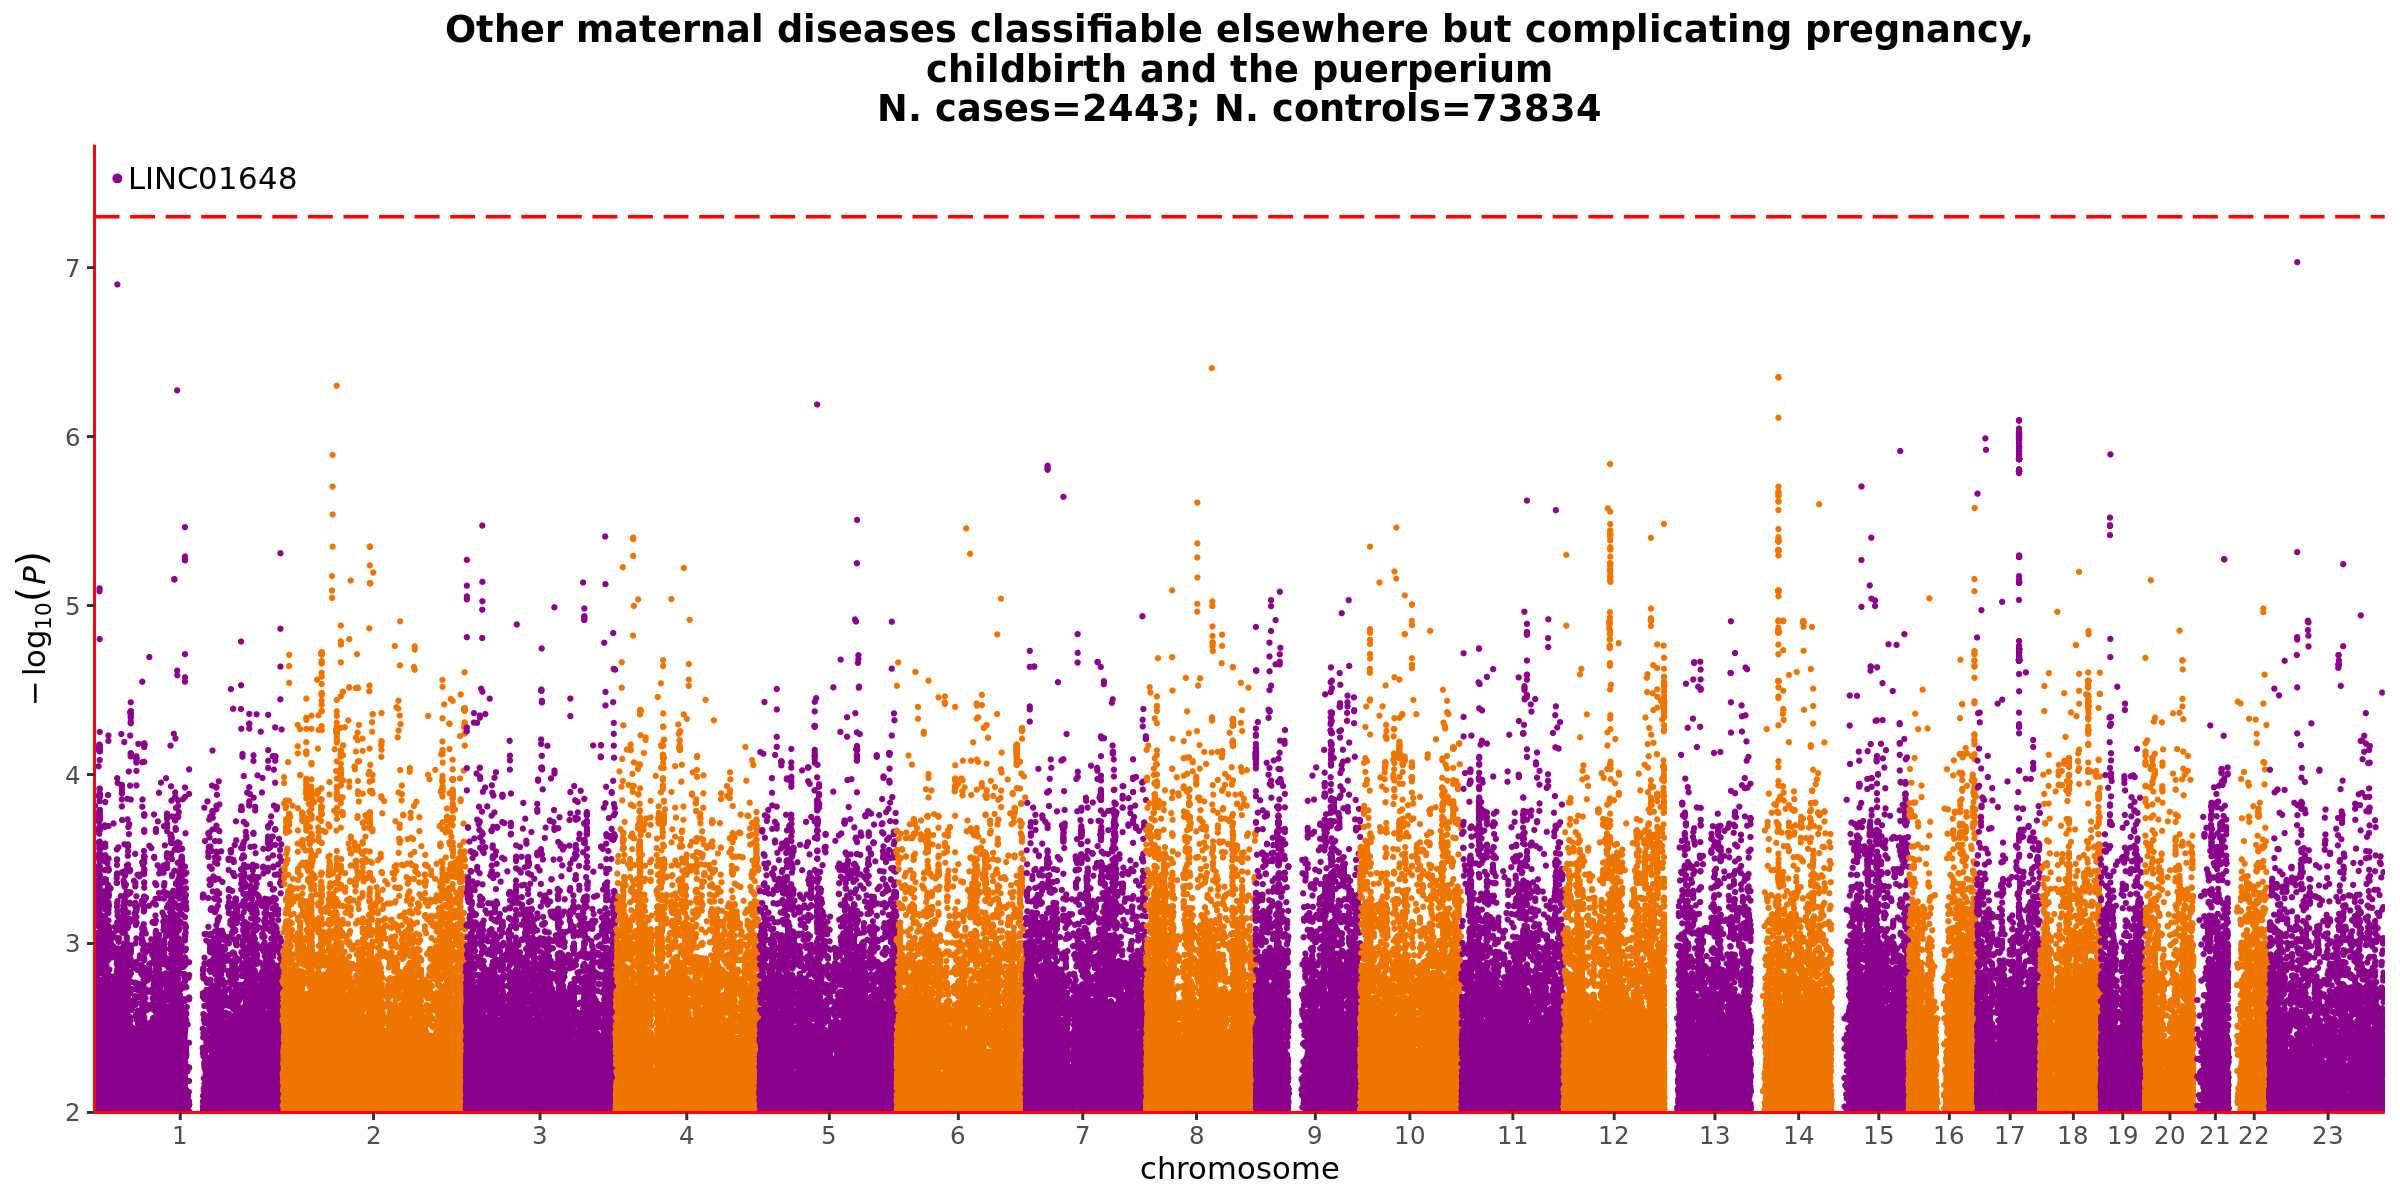 Other maternal diseases classifiable elsewhere but complicating pregnancy,
childbirth and the puerperium
N. cases=2443; N. controls=73834
LINC01648
7
6
5
4
3
2
−log₁₀(P)
1 2 3 4 5 6 7 8 9 10 11 12 13 14 15 16 17 18 19 20 21 22 23
chromosome